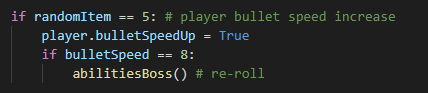 if randomItem == 5: # player bullet speed increase
    player.bulletSpeedUp = True
    if bulletSpeed == 8:
        abilitiesBoss() # re-roll